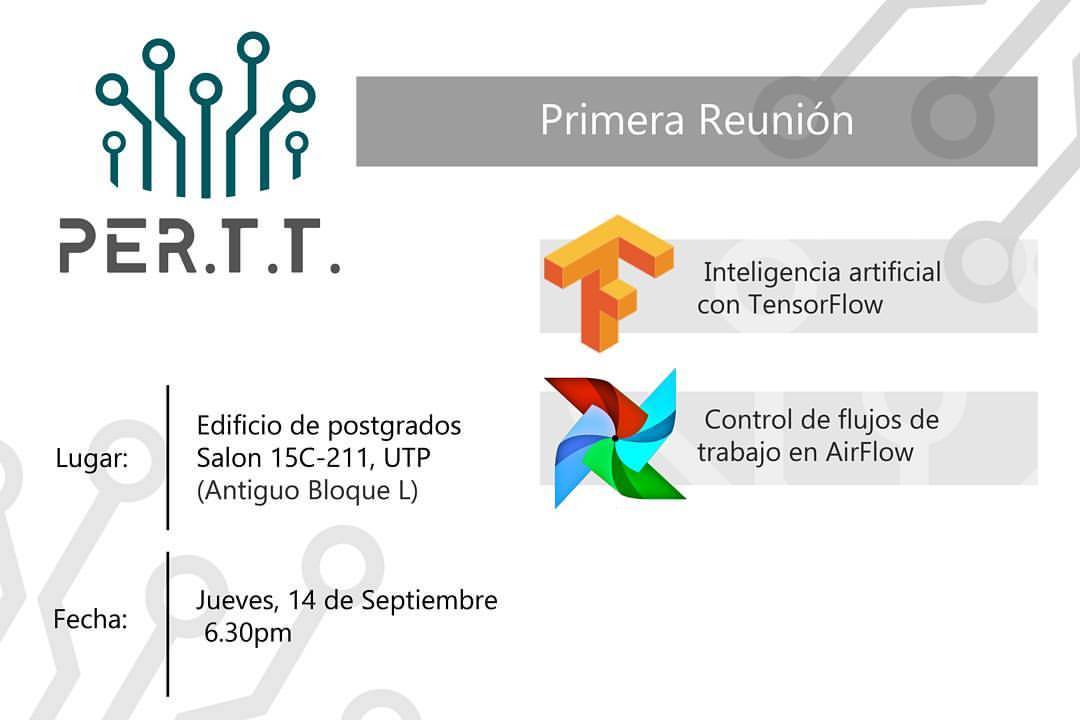 PER.T.T.
Primera Reunión
Inteligencia artificial
con TensorFlow
Control de flujos de
trabajo en AirFlow
Lugar:
Edificio de postgrados
Salon 15C-211, UTP
(Antiguo Bloque L)
Fecha:
Jueves, 14 de Septiembre
6.30pm